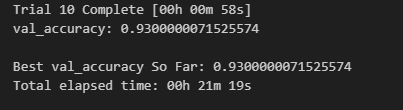 Trial 10 Complete [00h 00m 58s]
val_accuracy: 0.9300000071525574
Best val_accuracy So Far: 0.9300000071525574
Total elapsed time: 00h 21m 19s